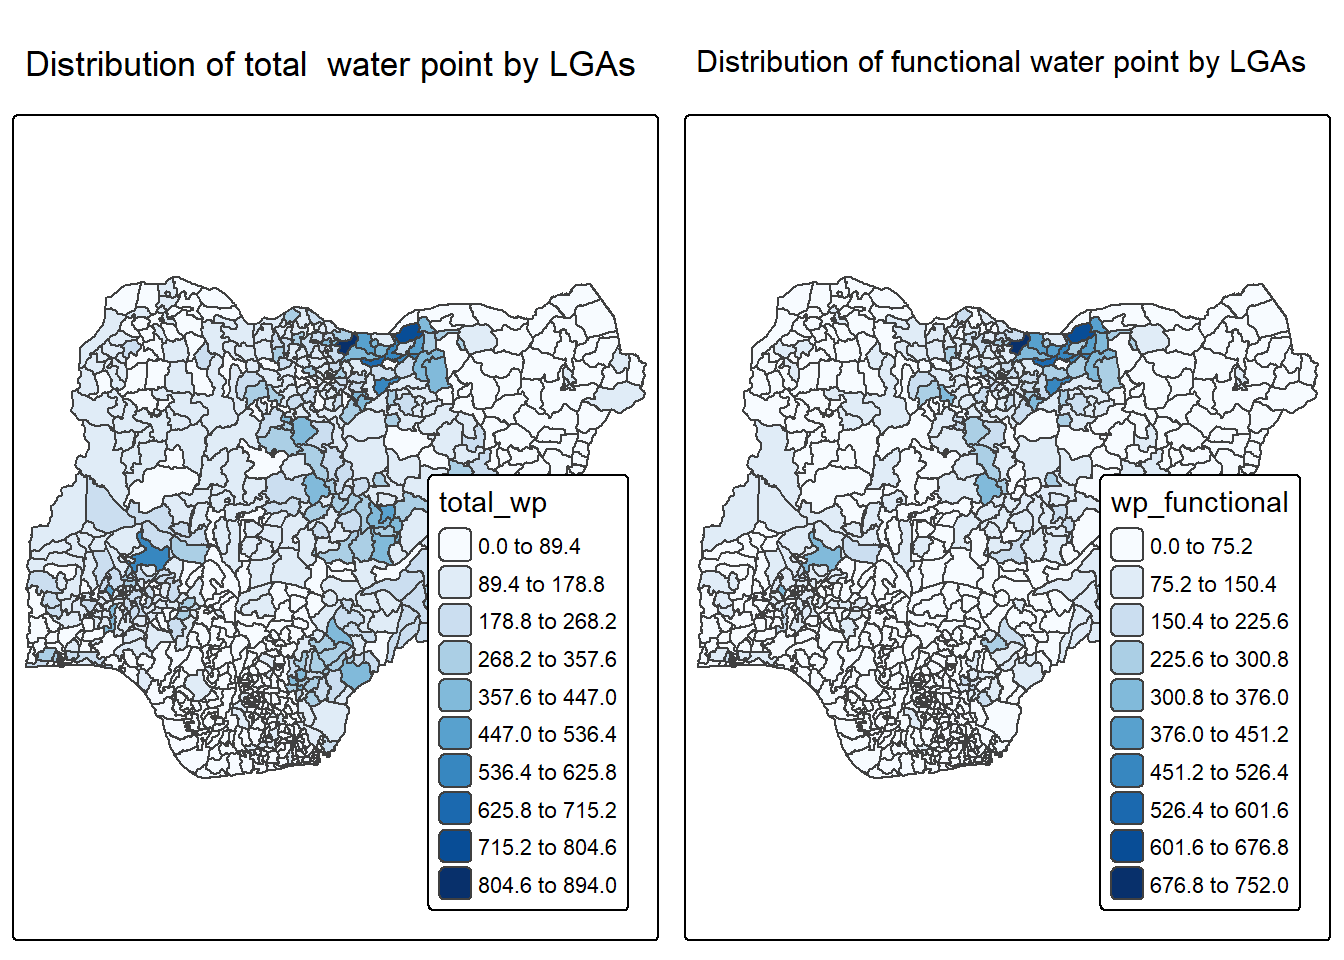 Distribution of total  water point by LGAs
Distribution of functional water point by LGAs
total_wp
0.0 to 89.4
89.4 to 178.8
178.8 to 268.2
268.2 to 357.6
357.6 to 447.0
447.0 to 536.4
536.4 to 625.8
625.8 to 715.2
715.2 to 804.6
804.6 to 894.0
wp_functional
0.0 to 75.2
75.2 to 150.4
150.4 to 225.6
225.6 to 300.8
300.8 to 376.0
376.0 to 451.2
451.2 to 526.4
526.4 to 601.6
601.6 to 676.8
676.8 to 752.0